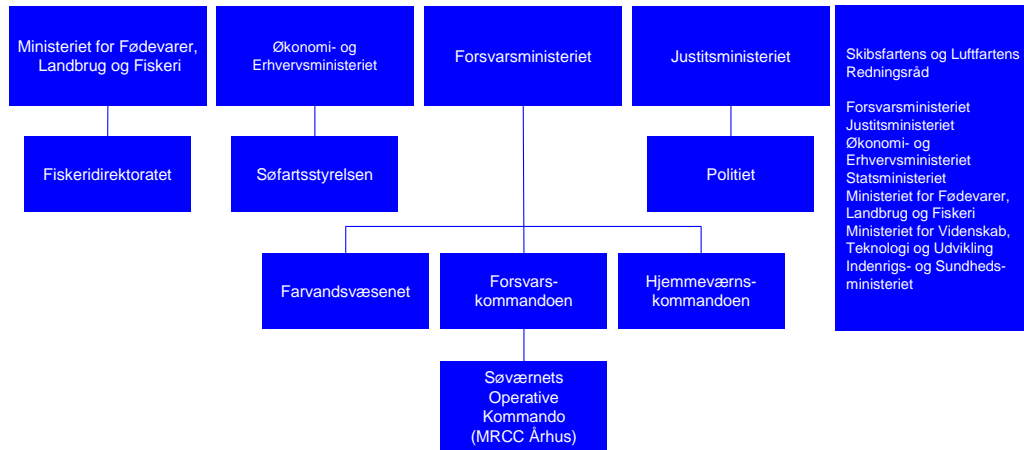 Ministeriet for Fødevarer,
Landbrug og Fiskeri
Økonomi- og
Erhvervsministeriet
Forsvarsministeriet
Justitsministeriet
Fiskeridirektoratet
Søfartsstyrelsen
Politiet
Farvandsvæsenet
Forsvars-
kommandoen
Hjemmeværns-
kommandoen
Søværnets
Operative
Kommando
(MRCC Århus)
Skibsfartens og Luftfartens
Redningsråd
Forsvarsministeriet
Justitsministeriet
Økonomi- og
Erhvervsministeriet
Statsministeriet
Ministeriet for Fødevarer,
Landbrug og Fiskeri
Ministeriet for Videnskab,
Teknologi og Udvikling
Indenrigs- og Sundheds-
ministeriet